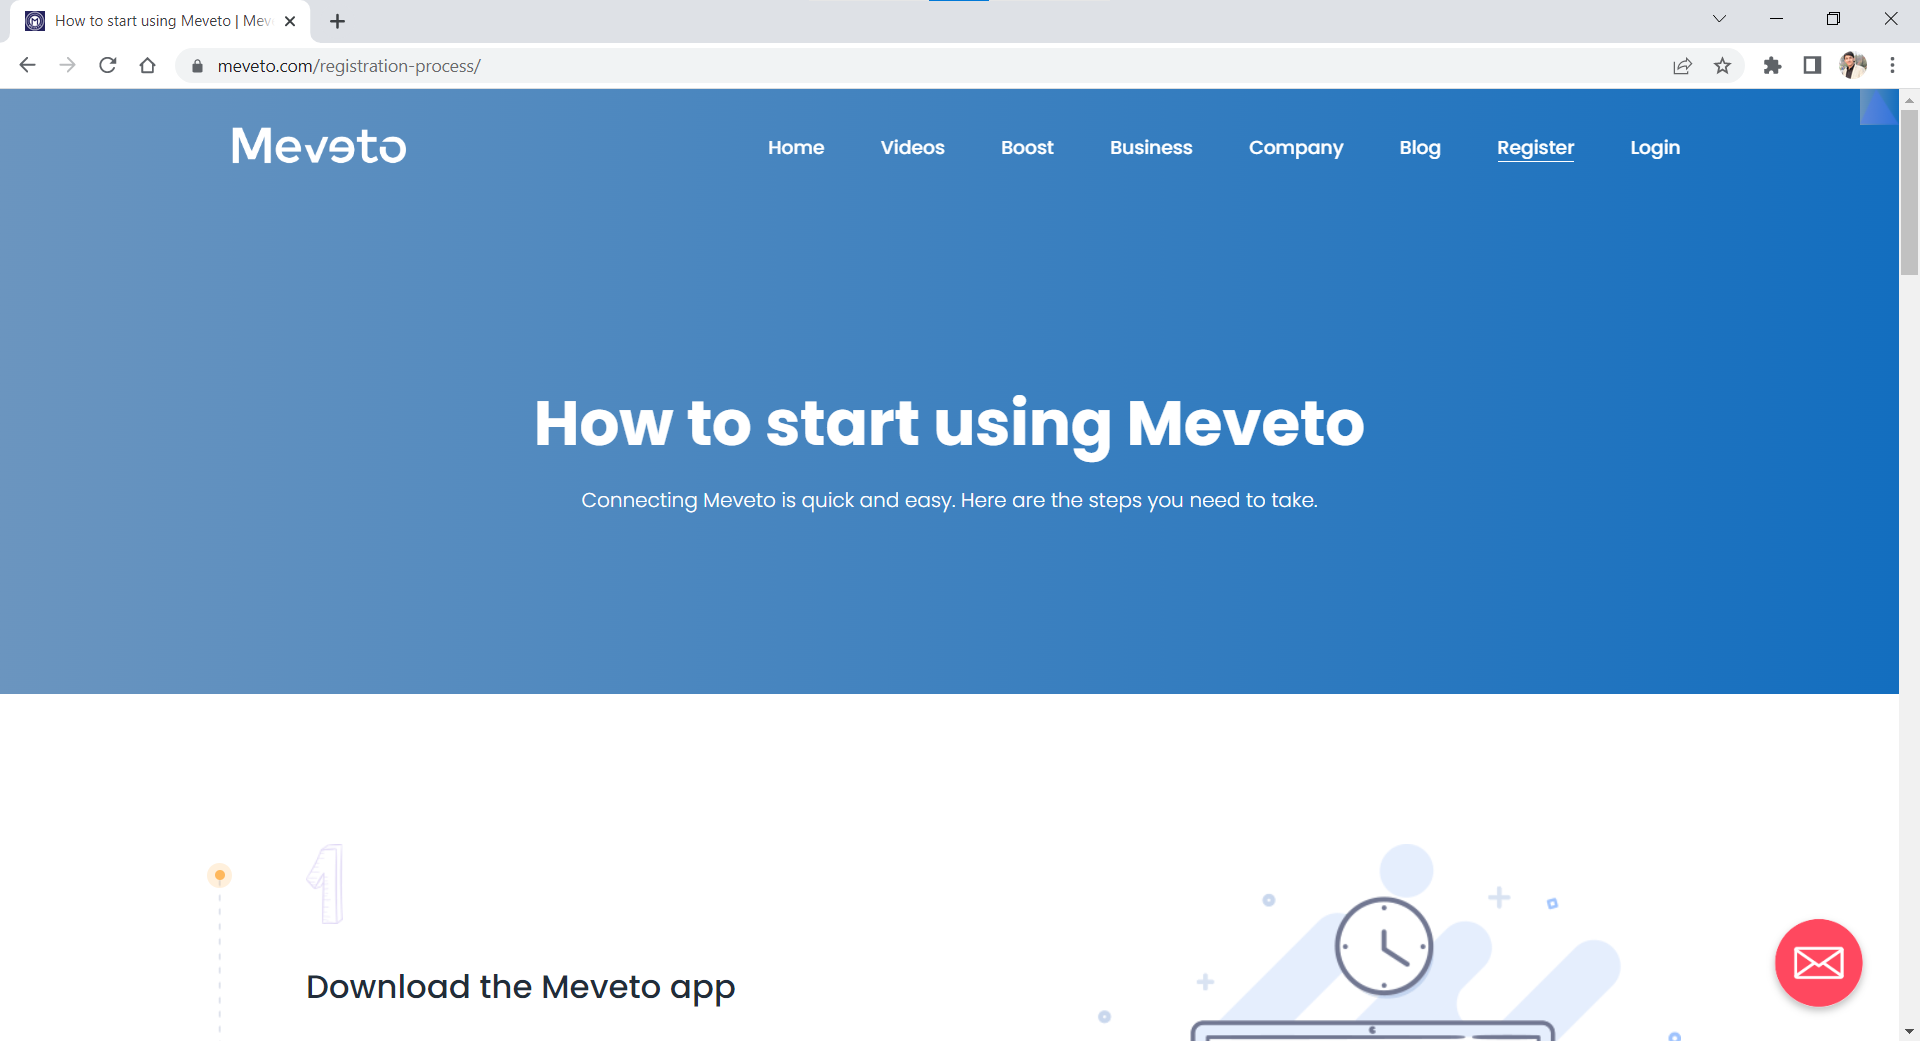 How to start using Meveto | Mev
meveto.com/registration-process/
Meveto
Home Videos Boost Business Company Blog Register Login
How to start using Meveto
Connecting Meveto is quick and easy. Here are the steps you need to take.
1
Download the Meveto app